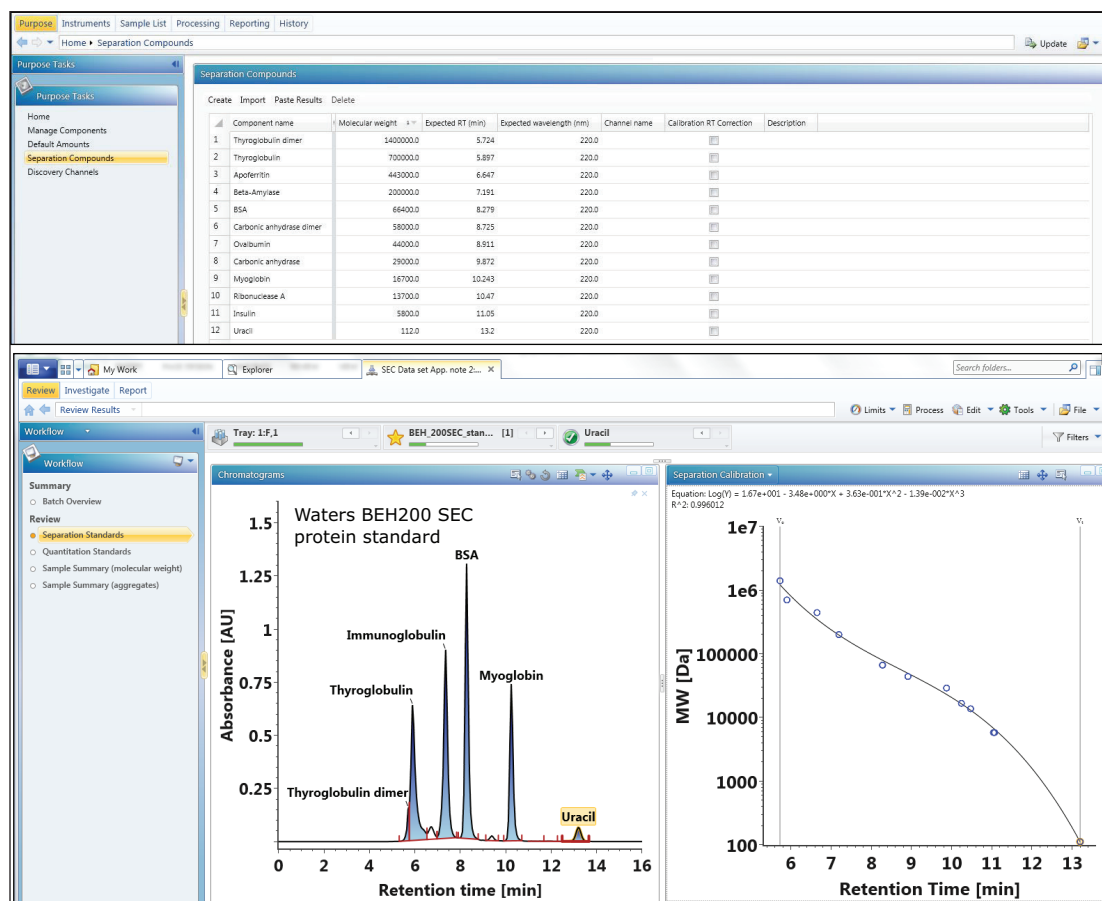 Purpose Instruments Sample List Processing Reporting History
Home Separation Compounds Update
Purpose Tasks
Purpose Tasks
Home
Manage Components
Default Amounts
Separation Compounds
Discovery Channels
Separation Compounds
Create Import Paste Results Delete
Component name Molecular weight Expected RT (min) Expected wavelength (nm) Channel name Calibration RT Correction Description
1 Thyroglobulin dimer 1400000.0 5.724 220.0
2 Thyroglobulin 700000.0 5.897 220.0
3 Apoferritin 443000.0 6.647 220.0
4 Beta-Amylase 200000.0 7.191 220.0
5 BSA 66400.0 8.279 220.0
6 Carbonic anhydrase dimer 58000.0 8.725 220.0
7 Ovalbumin 44000.0 8.911 220.0
8 Carbonic anhydrase 29000.0 9.872 220.0
9 Myoglobin 16700.0 10.243 220.0
10 Ribonuclease A 13700.0 10.47 220.0
11 Insulin 5800.0 11.05 220.0
12 Uracil 112.0 13.2 220.0
My Work Explorer SEC Data set App. note 2:... Search folders...
Review Investigate Report
Review Results Limits Process Edit Tools File
Workflow
Tray: 1:F,1 BEH_200SEC_stan... [1] Uracil Filters
Workflow
Summary
Batch Overview
Review
Separation Standards
Quantitation Standards
Sample Summary (molecular weight)
Sample Summary (aggregates)
Chromatograms
Waters BEH200 SEC
protein standard
Absorbance [AU]
1.5
1.25
1
0.75
0.5
0.25
BSA
Immunoglobulin
Thyroglobulin
Myoglobin
Thyroglobulin dimer
Uracil
0 2 4 6 8 10 12 14 16
Retention time [min]
Separation Calibration
Equation: Log(Y) = 1.67e+001 - 3.48e+000*X + 3.63e-001*X^2 - 1.39e-002*X^3
R^2: 0.996012
MW [Da]
1e7
1e6
100000
10000
1000
100
6 7 8 9 10 11 12 13
Retention Time [min]